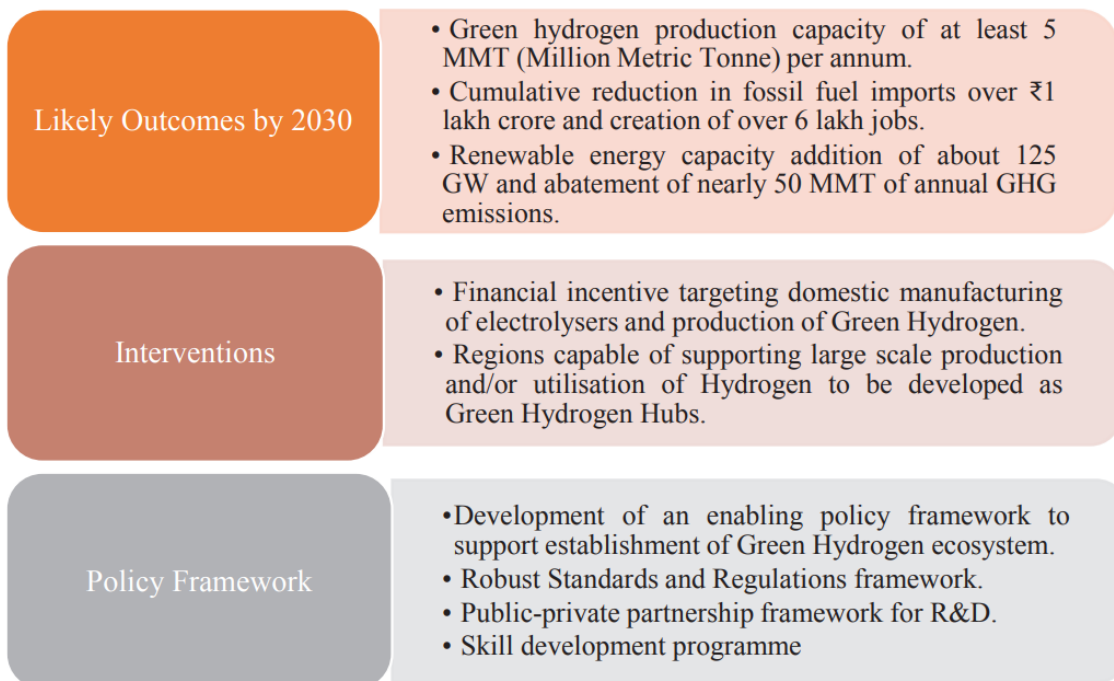 Likely Outcomes by 2030
• Green hydrogen production capacity of at least 5
MMT (Million Metric Tonne) per annum.
• Cumulative reduction in fossil fuel imports over ₹1
lakh crore and creation of over 6 lakh jobs.
• Renewable energy capacity addition of about 125
GW and abatement of nearly 50 MMT of annual GHG
emissions.
Interventions
• Financial incentive targeting domestic manufacturing
of electrolysers and production of Green Hydrogen.
• Regions capable of supporting large scale production
and/or utilisation of Hydrogen to be developed as
Green Hydrogen Hubs.
Policy Framework
•Development of an enabling policy framework to
support establishment of Green Hydrogen ecosystem.
• Robust Standards and Regulations framework.
• Public-private partnership framework for R&D.
• Skill development programme